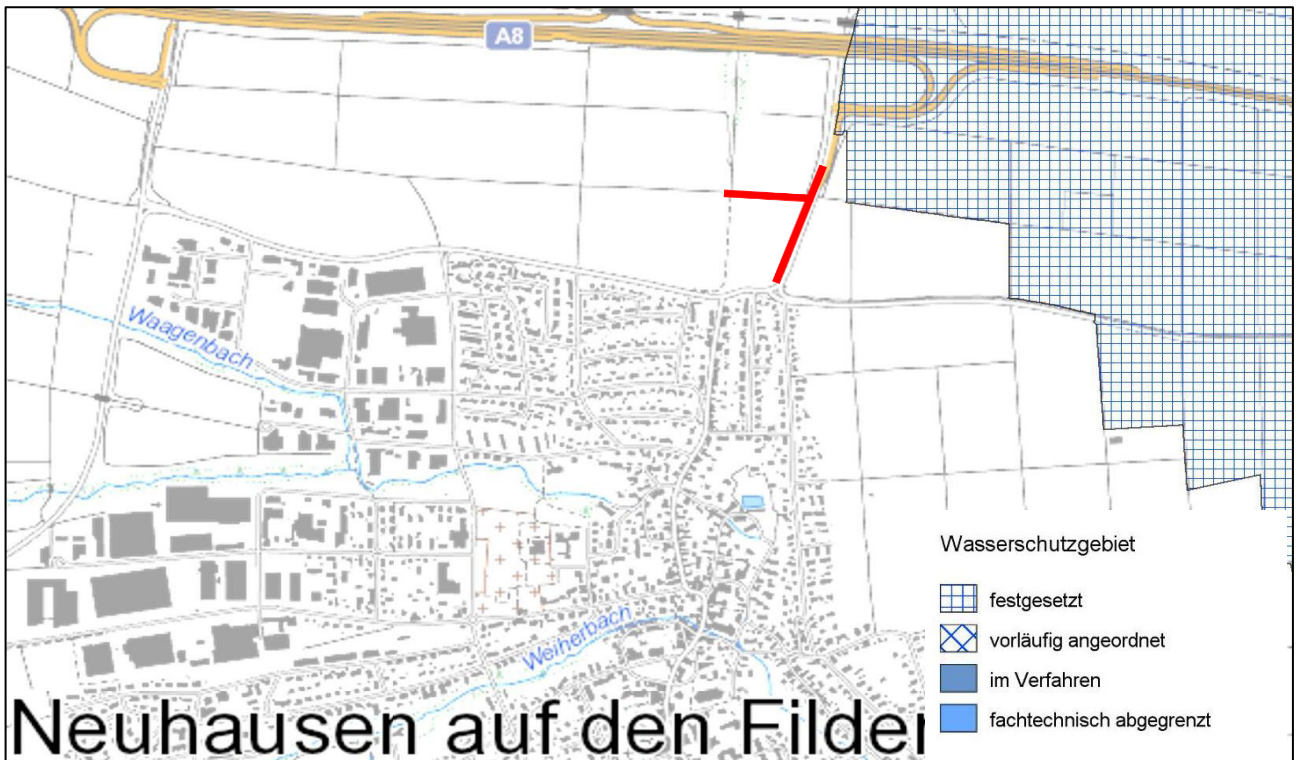 A8
Waagenbach
Weiherbach
Neuhausen auf den Filder
Wasserschutzgebiet
festgesetzt
vorläufig angeordnet
im Verfahren
fachtechnisch abgegrenzt